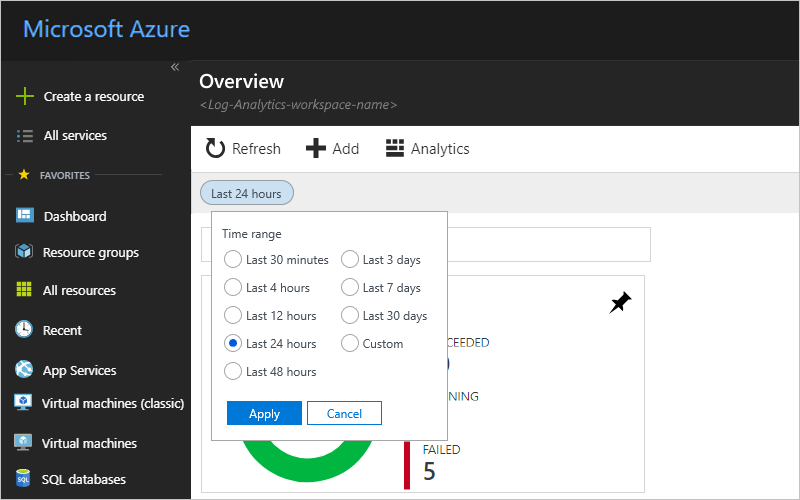 Microsoft Azure
«
Overview
<Log-Analytics-workspace-name>
Create a resource
All services
FAVORITES
Dashboard
Resource groups
All resources
Recent
App Services
Virtual machines (classic)
Virtual machines
SQL databases
SQL
Refresh
Add
Analytics
Last 24 hours
Time range
Last 30 minutes
Last 3 days
Last 4 hours
Last 7 days
Last 12 hours
Last 30 days
Last 24 hours
Custom
Last 48 hours
Apply
Cancel
CEEDED
NING
FAILED
5